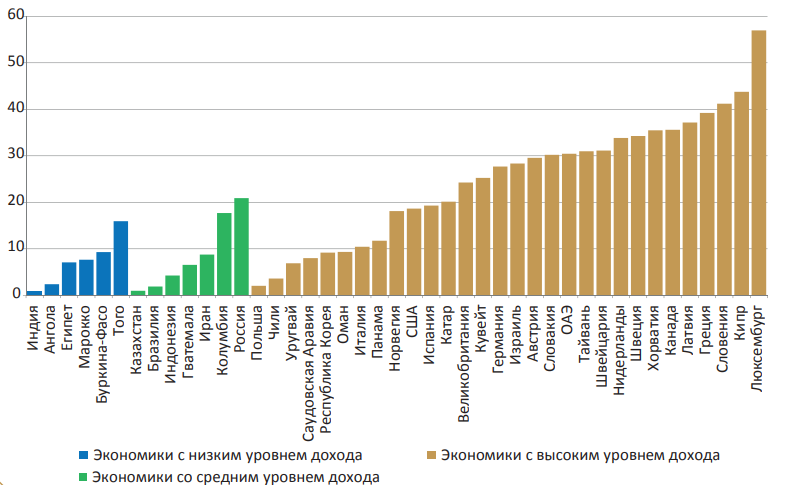 60
50
40
30
20
10
0
Индия
Ангола
Египет
Марокко
Буркина-Фасо
Того
Казахстан
Бразилия
Индонезия
Гватемала
Иран
Колумбия
Россия
Польша
Чили
Уругвай
Саудовская Аравия
Республика Корея
Оман
Италия
Панама
Норвегия
США
Испания
Катар
Великобритания
Кувейт
Германия
Израиль
Австрия
Словакия
ОАЭ
Тайвань
Швейцария
Нидерланды
Швеция
Хорватия
Канада
Латвия
Греция
Словения
Кипр
Люксембург
Экономики с низким уровнем дохода
Экономики с высоким уровнем дохода
Экономики со средним уровнем дохода